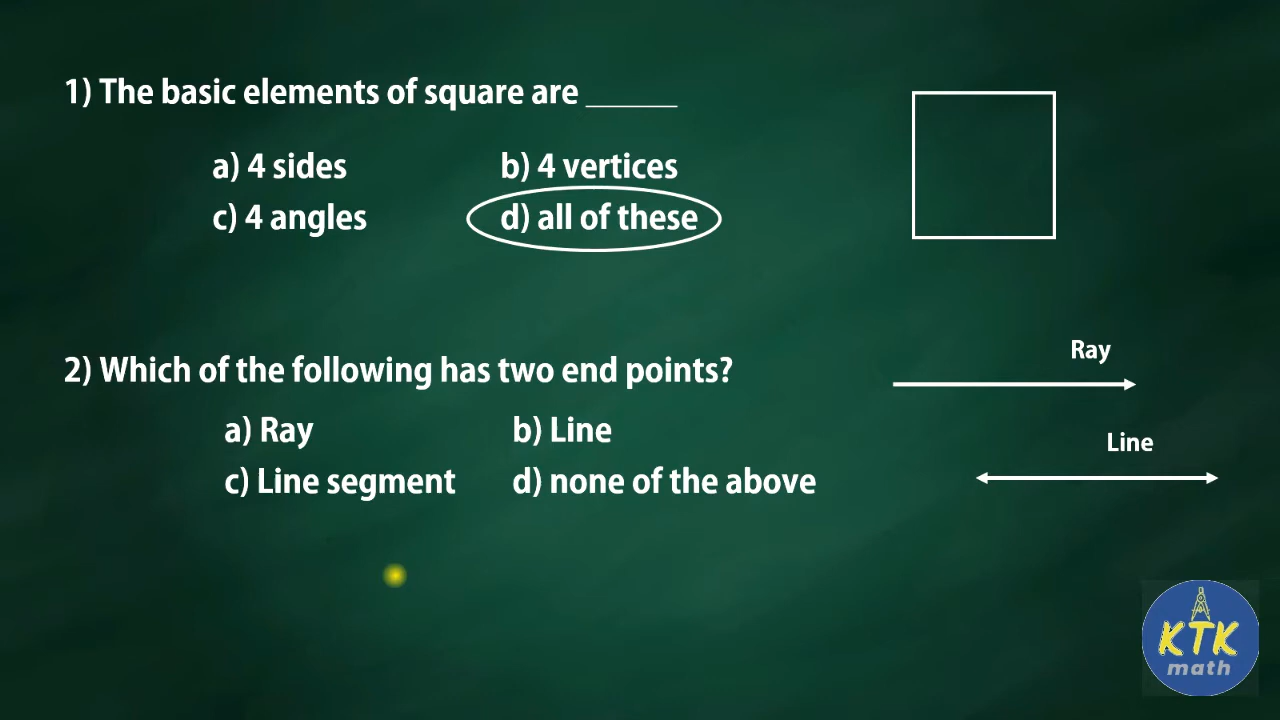 1) The basic elements of square are ______
a) 4 sides b) 4 vertices
c) 4 angles d) all of these
2) Which of the following has two end points?
a) Ray b) Line
c) Line segment d) none of the above
Ray
Line
KTK
math